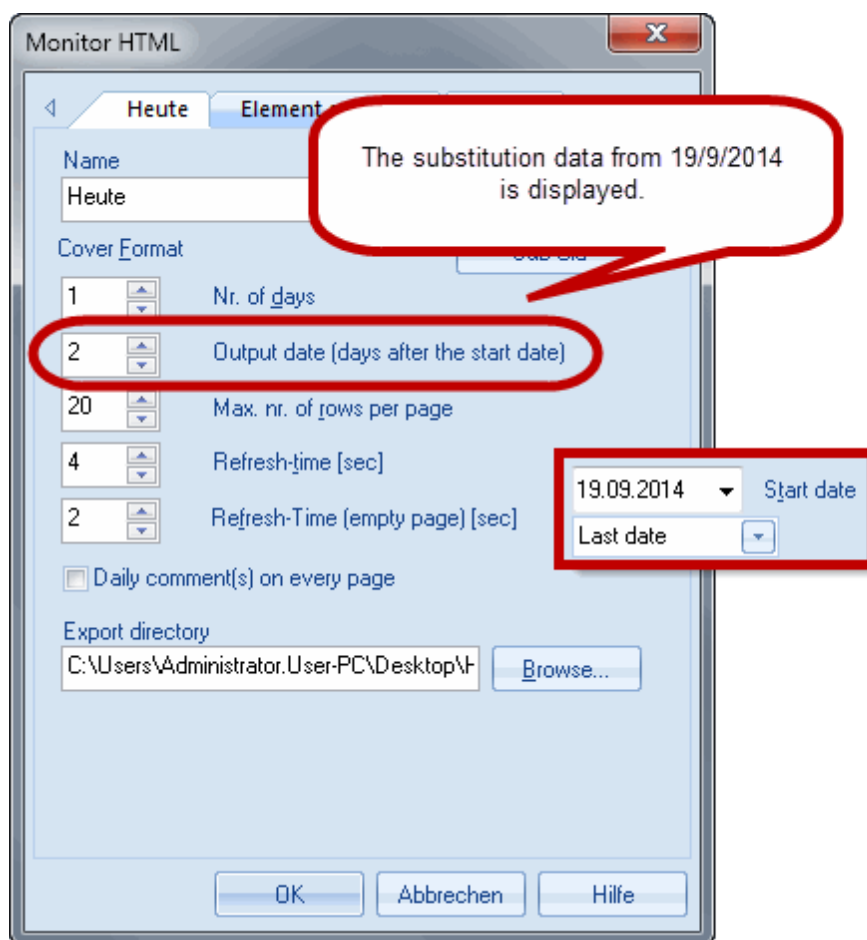 Monitor HTML
Heute
Element
The substitution data from 19/9/2014
is displayed.
Name
Heute
Cover Format
1
Nr. of days
2
Output date (days after the start date)
20
Max. nr. of rows per page
4
Refresh-time [sec]
2
Refresh-Time (empty page) [sec]
19.09.2014
Start date
Last date
Daily comment(s) on every page
Export directory
C:\Users\Administrator.User-PC\Desktop\H
Browse...
OK
Abbrechen
Hilfe